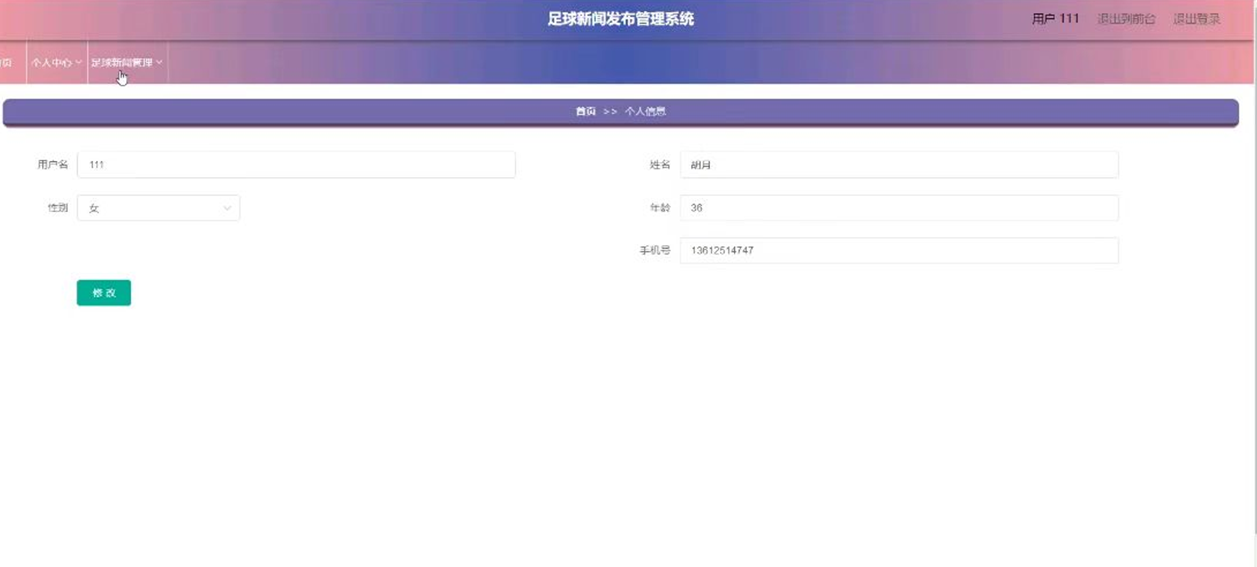 足球新闻发布管理系统
用户 111 退出到前台 退出登录
页 个人中心 足球新闻管理
首页 >> 个人信息
用户名 111 姓名 胡月
性别 女 年龄 36
手机号 13612514747
修改